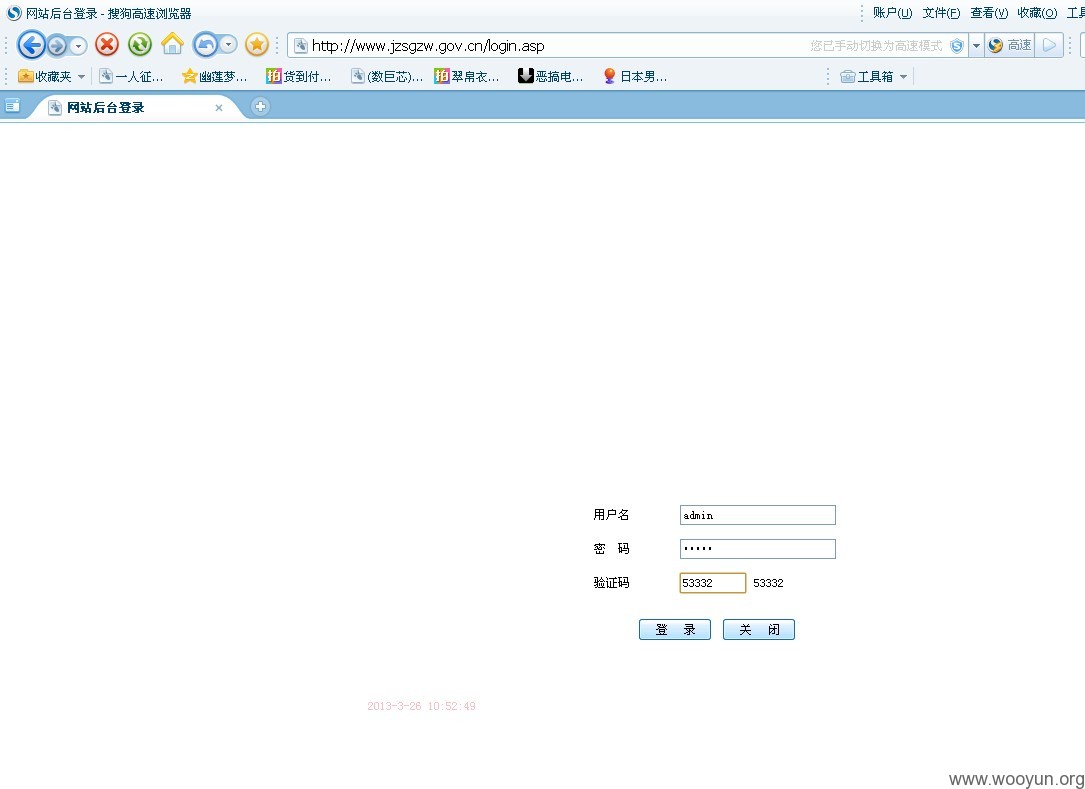 网站后台登录 - 搜狗高速浏览器
账户(U) 文件(F) 查看(V) 收藏(O) 工具
http://www.jzsgzw.gov.cn/login.asp 您已手动切换为高速模式 高速
收藏夹 一人征... 幽莲梦... 货到付... (数巨芯)... 翠帛衣... 恶搞电... 日本男... 工具箱
网站后台登录
用户名 admin
密 码 •••••
验证码 53332 53332
登 录 关 闭
2013-3-26 10:52:49
www.wooyun.org